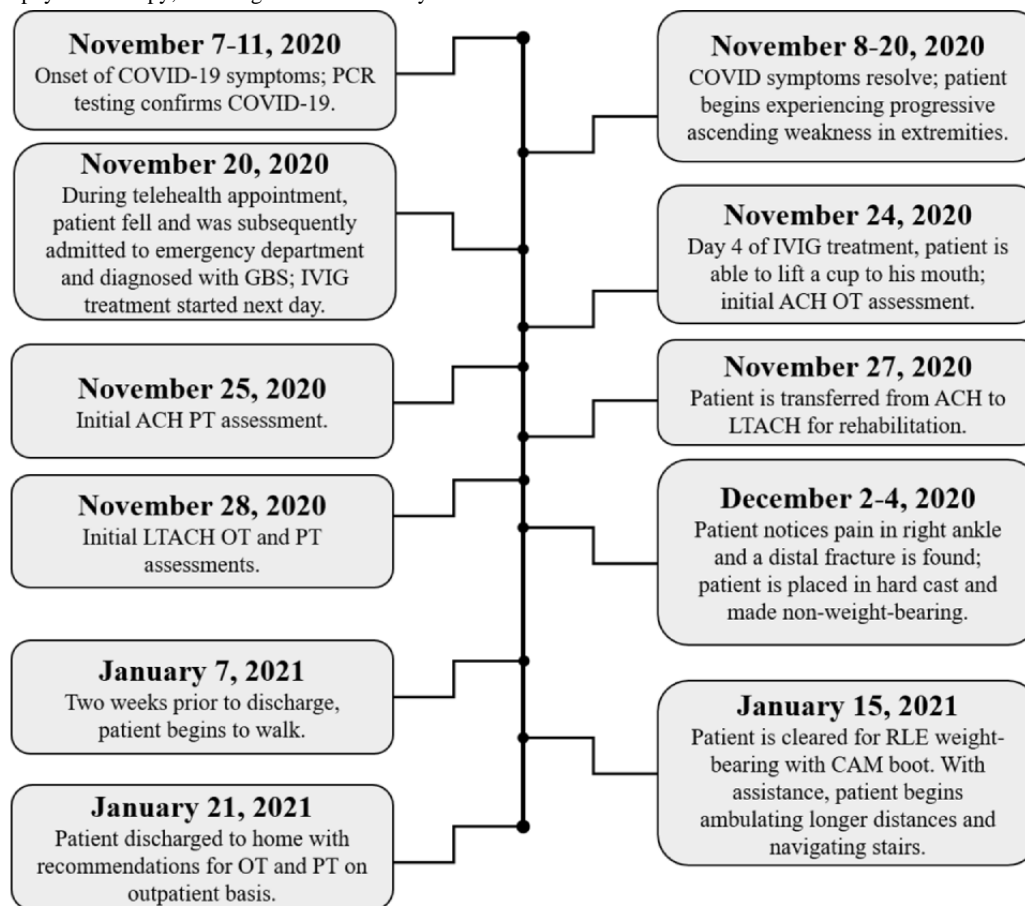 November 7-11, 2020
Onset of COVID-19 symptoms; PCR
testing confirms COVID-19.
November 8-20, 2020
COVID symptoms resolve; patient
begins experiencing progressive
ascending weakness in extremities.
November 20, 2020
During telehealth appointment,
patient fell and was subsequently
admitted to emergency department
and diagnosed with GBS; IVIG
treatment started next day.
November 24, 2020
Day 4 of IVIG treatment, patient is
able to lift a cup to his mouth;
initial ACH OT assessment.
November 25, 2020
Initial ACH PT assessment.
November 27, 2020
Patient is transferred from ACH to
LTACH for rehabilitation.
November 28, 2020
Initial LTACH OT and PT
assessments.
December 2-4, 2020
Patient notices pain in right ankle
and a distal fracture is found;
patient is placed in hard cast and
made non-weight-bearing.
January 7, 2021
Two weeks prior to discharge,
patient begins to walk.
January 15, 2021
Patient is cleared for RLE weight-
bearing with CAM boot. With
assistance, patient begins
ambulating longer distances and
navigating stairs.
January 21, 2021
Patient discharged to home with
recommendations for OT and PT on
outpatient basis.